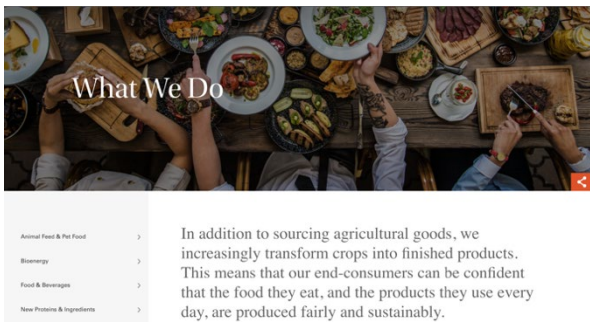 What We Do
Animal Feed & Pet Food
Bioenergy
Food & Beverages
New Proteins & Ingredients
In addition to sourcing agricultural goods, we
increasingly transform crops into finished products.
This means that our end-consumers can be confident
that the food they eat, and the products they use every
day, are produced fairly and sustainably.